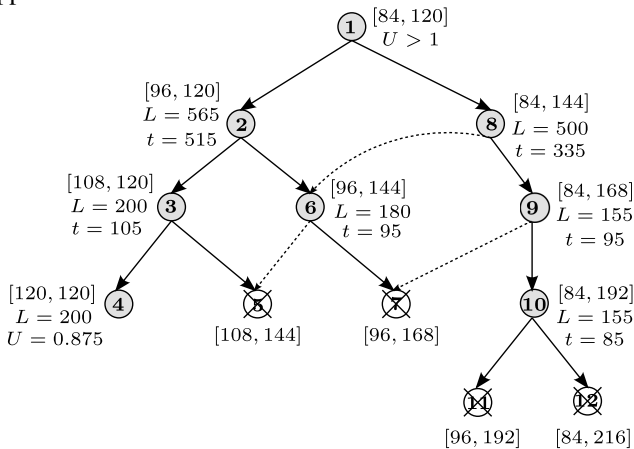 1
[84, 120]
U > 1
[96, 120]
L = 565
t = 515
2
8
[84, 144]
L = 500
t = 335
[108, 120]
L = 200
t = 105
3
6
[96, 144]
L = 180
t = 95
9
[84, 168]
L = 155
t = 95
[120, 120]
L = 200
U = 0.875
4
5
[108, 144]
7
[96, 168]
10
[84, 192]
L = 155
t = 85
11
[96, 192]
12
[84, 216]